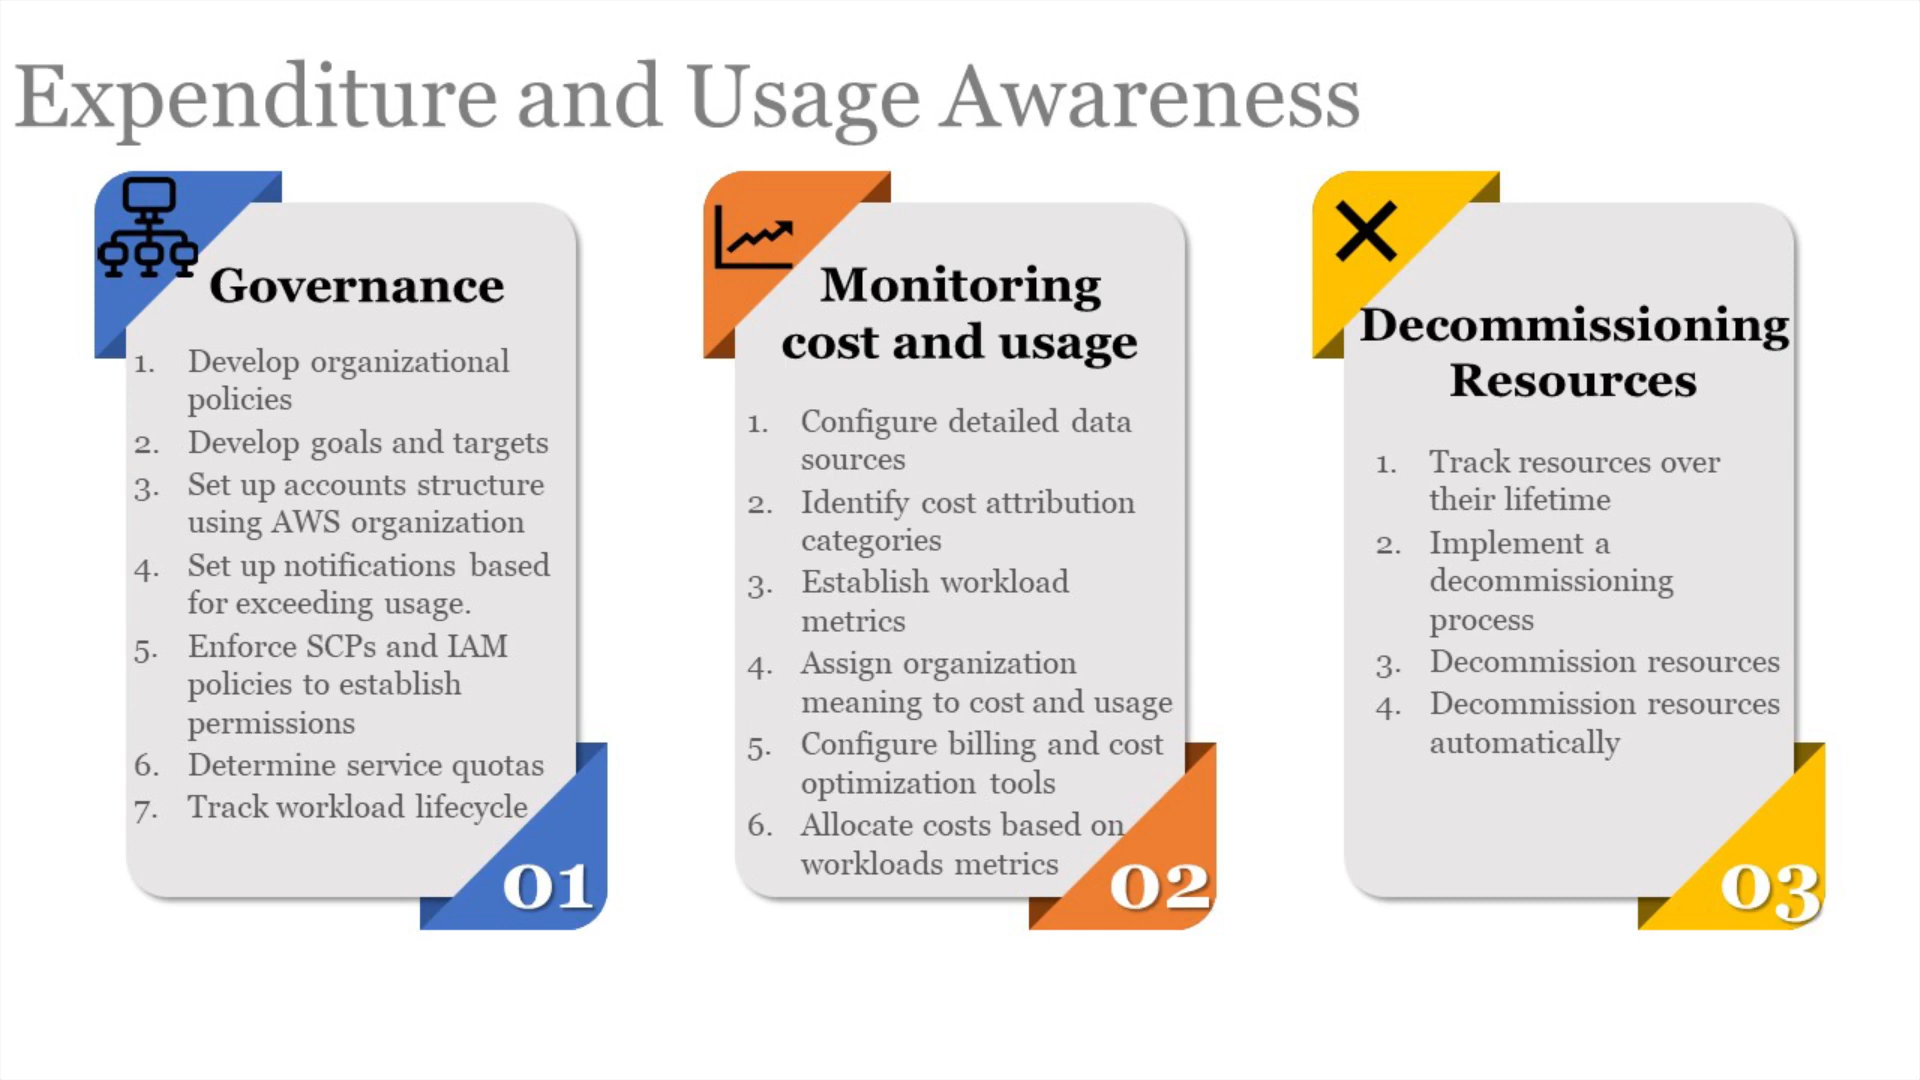 Expenditure and Usage Awareness
Governance
1. Develop organizational
policies
2. Develop goals and targets
3. Set up accounts structure
using AWS organization
4. Set up notifications based
for exceeding usage.
5. Enforce SCPs and IAM
policies to establish
permissions
6. Determine service quotas
7. Track workload lifecycle
01
Monitoring
cost and usage
1. Configure detailed data
sources
2. Identify cost attribution
categories
3. Establish workload
metrics
4. Assign organization
meaning to cost and usage
5. Configure billing and cost
optimization tools
6. Allocate costs based on
workloads metrics
02
Decommissioning
Resources
1. Track resources over
their lifetime
2. Implement a
decommissioning
process
3. Decommission resources
4. Decommission resources
automatically
03